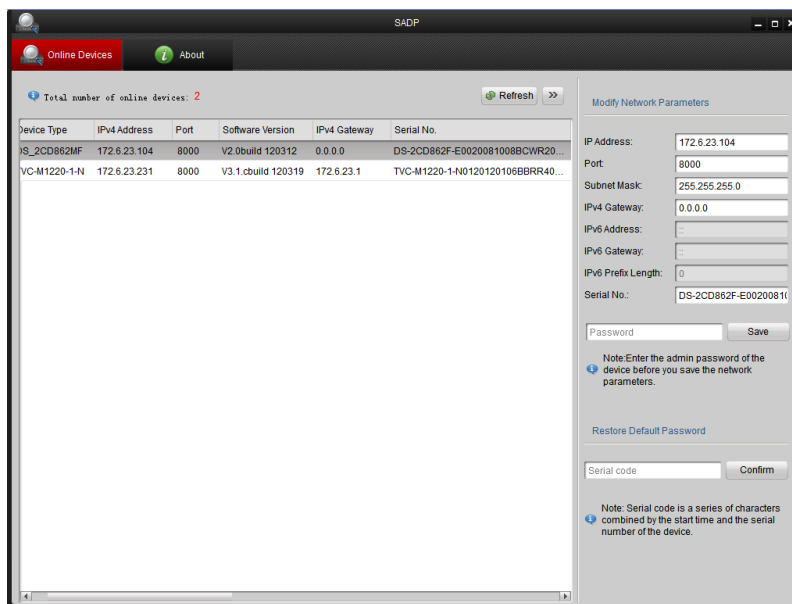 SADP
Online Devices
About
Total number of online devices: 2
Refresh
Device Type IPv4 Address Port Software Version IPv4 Gateway Serial No.
DS_2CD862MF 172.6.23.104 8000 V2.0build 120312 0.0.0.0 DS-2CD862F-E0020081008BCWR20...
TVC-M1220-1-N 172.6.23.231 8000 V3.1.cbuild 120319 172.6.23.1 TVC-M1220-1-N0120120106BBRR40...
Modify Network Parameters
IP Address: 172.6.23.104
Port: 8000
Subnet Mask: 255.255.255.0
IPv4 Gateway: 0.0.0.0
IPv6 Address: ::
IPv6 Gateway: ::
IPv6 Prefix Length: 0
Serial No.: DS-2CD862F-E0020081(
Password
Save
Note:Enter the admin password of the
device before you save the network
parameters.
Restore Default Password
Serial code
Confirm
Note: Serial code is a series of characters
combined by the start time and the serial
number of the device.